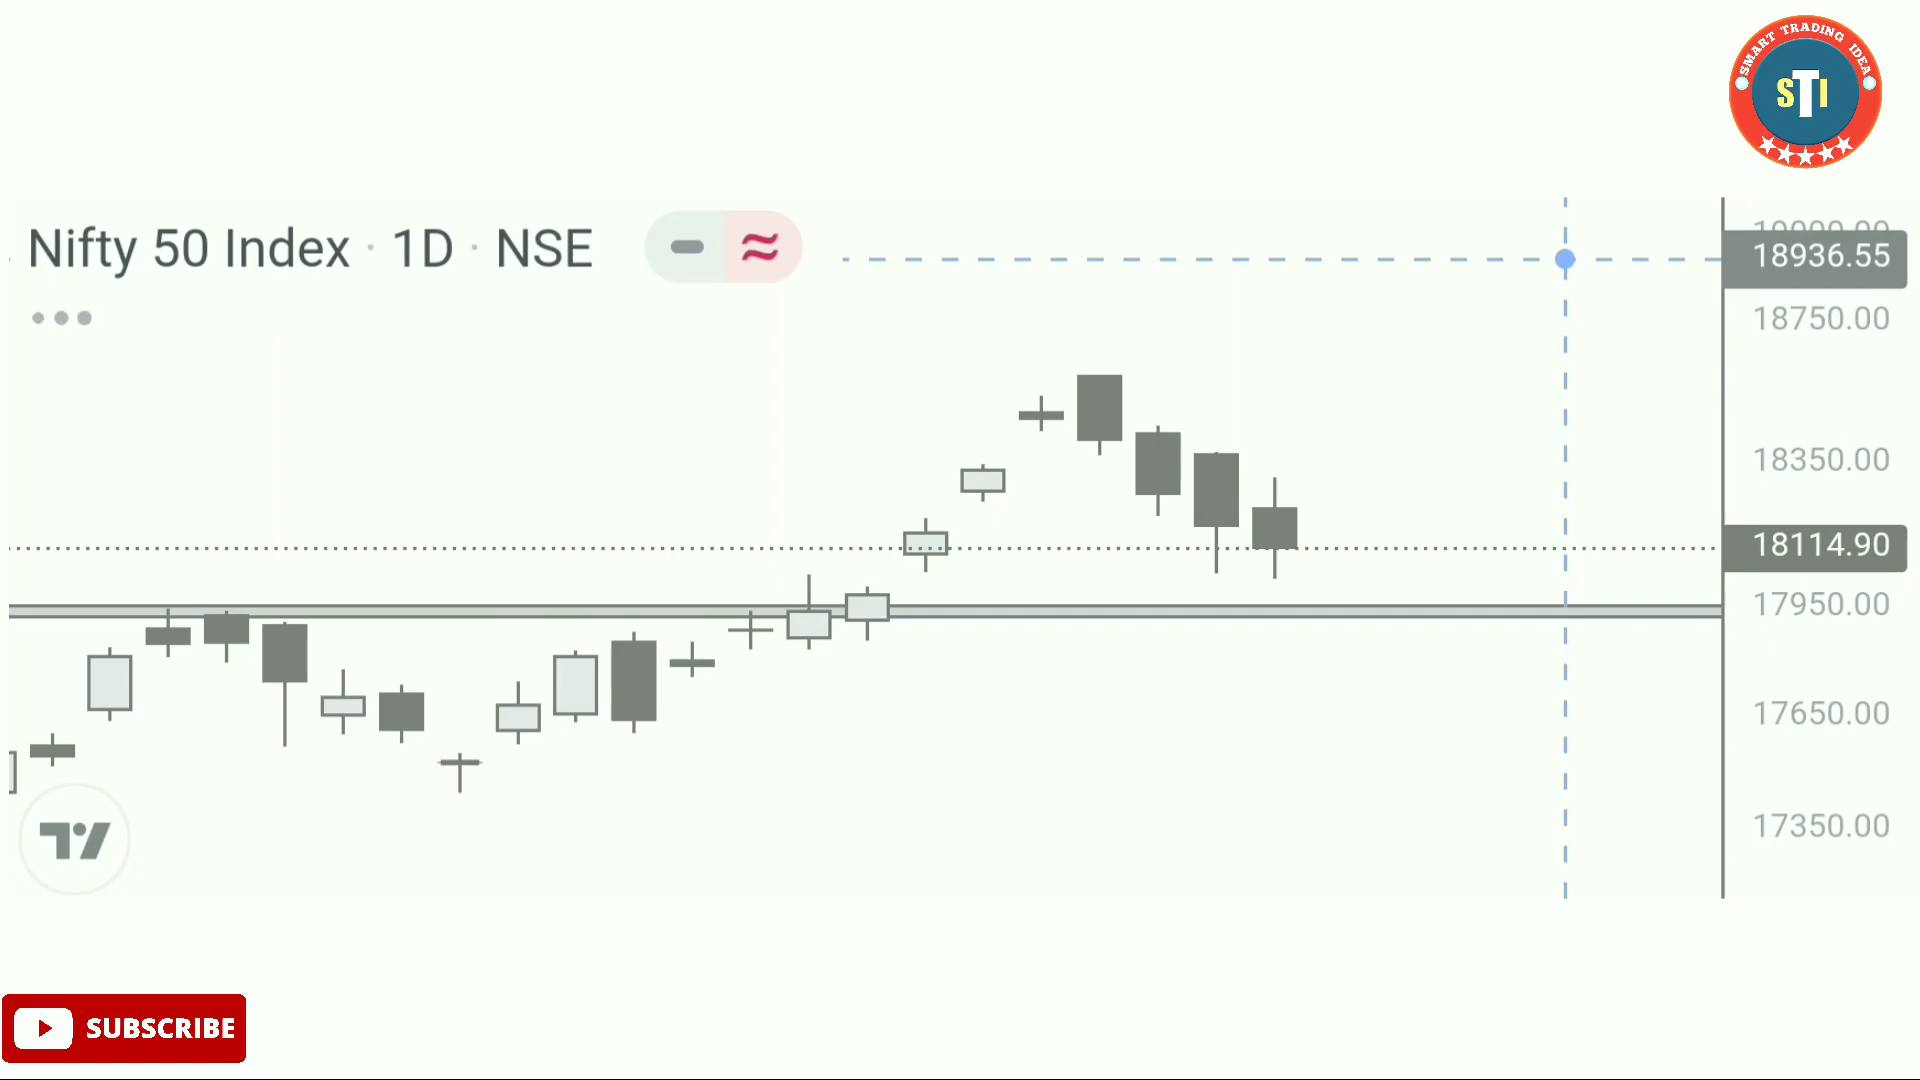 SMART TRADING IDEA
STI
Nifty 50 Index · 1D · NSE
18936.55
18750.00
18350.00
18114.90
17950.00
17650.00
17350.00
SUBSCRIBE